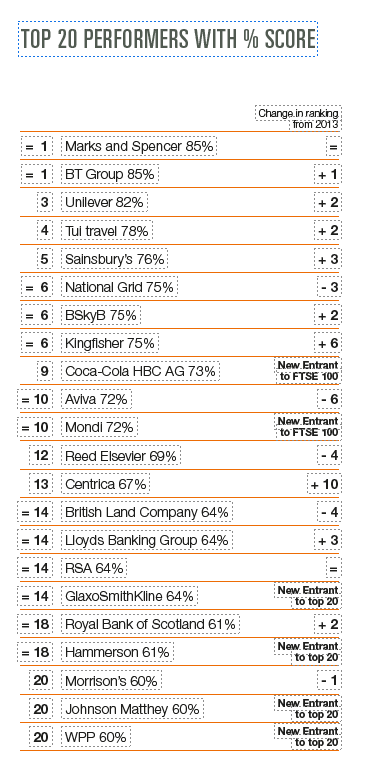 TOP 20 PERFORMERS WITH % SCORE
Change in ranking
from 2013
= 1 Marks and Spencer 85% =
= 1 BT Group 85% + 1
3 Unilever 82% + 2
4 Tui travel 78% + 2
5 Sainsbury's 76% + 3
= 6 National Grid 75% - 3
= 6 BSkyB 75% + 2
= 6 Kingfisher 75% + 6
9 Coca-Cola HBC AG 73% New Entrant
to FTSE 100
= 10 Aviva 72% - 6
= 10 Mondi 72% New Entrant
to FTSE 100
12 Reed Elsevier 69% - 4
13 Centrica 67% + 10
= 14 British Land Company 64% - 4
= 14 Lloyds Banking Group 64% + 3
= 14 RSA 64% =
= 14 GlaxoSmithKline 64% New Entrant
to top 20
= 18 Royal Bank of Scotland 61% + 2
= 18 Hammerson 61% New Entrant
to top 20
20 Morrison's 60% - 1
20 Johnson Matthey 60% New Entrant
to top 20
20 WPP 60% New Entrant
to top 20